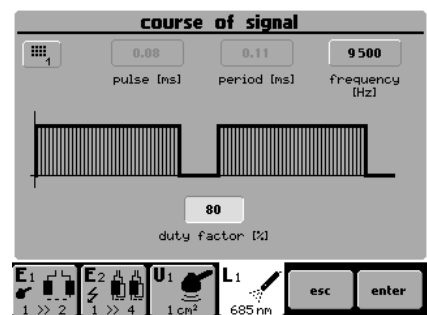 course of signal
1
0.08 0.11 9500
pulse [ms] period [ms] frequency
[Hz]
80
duty factor [%]
E1 E2 U1 L1 esc enter
1 >> 2 1 >> 4 1 cm² 685 nm